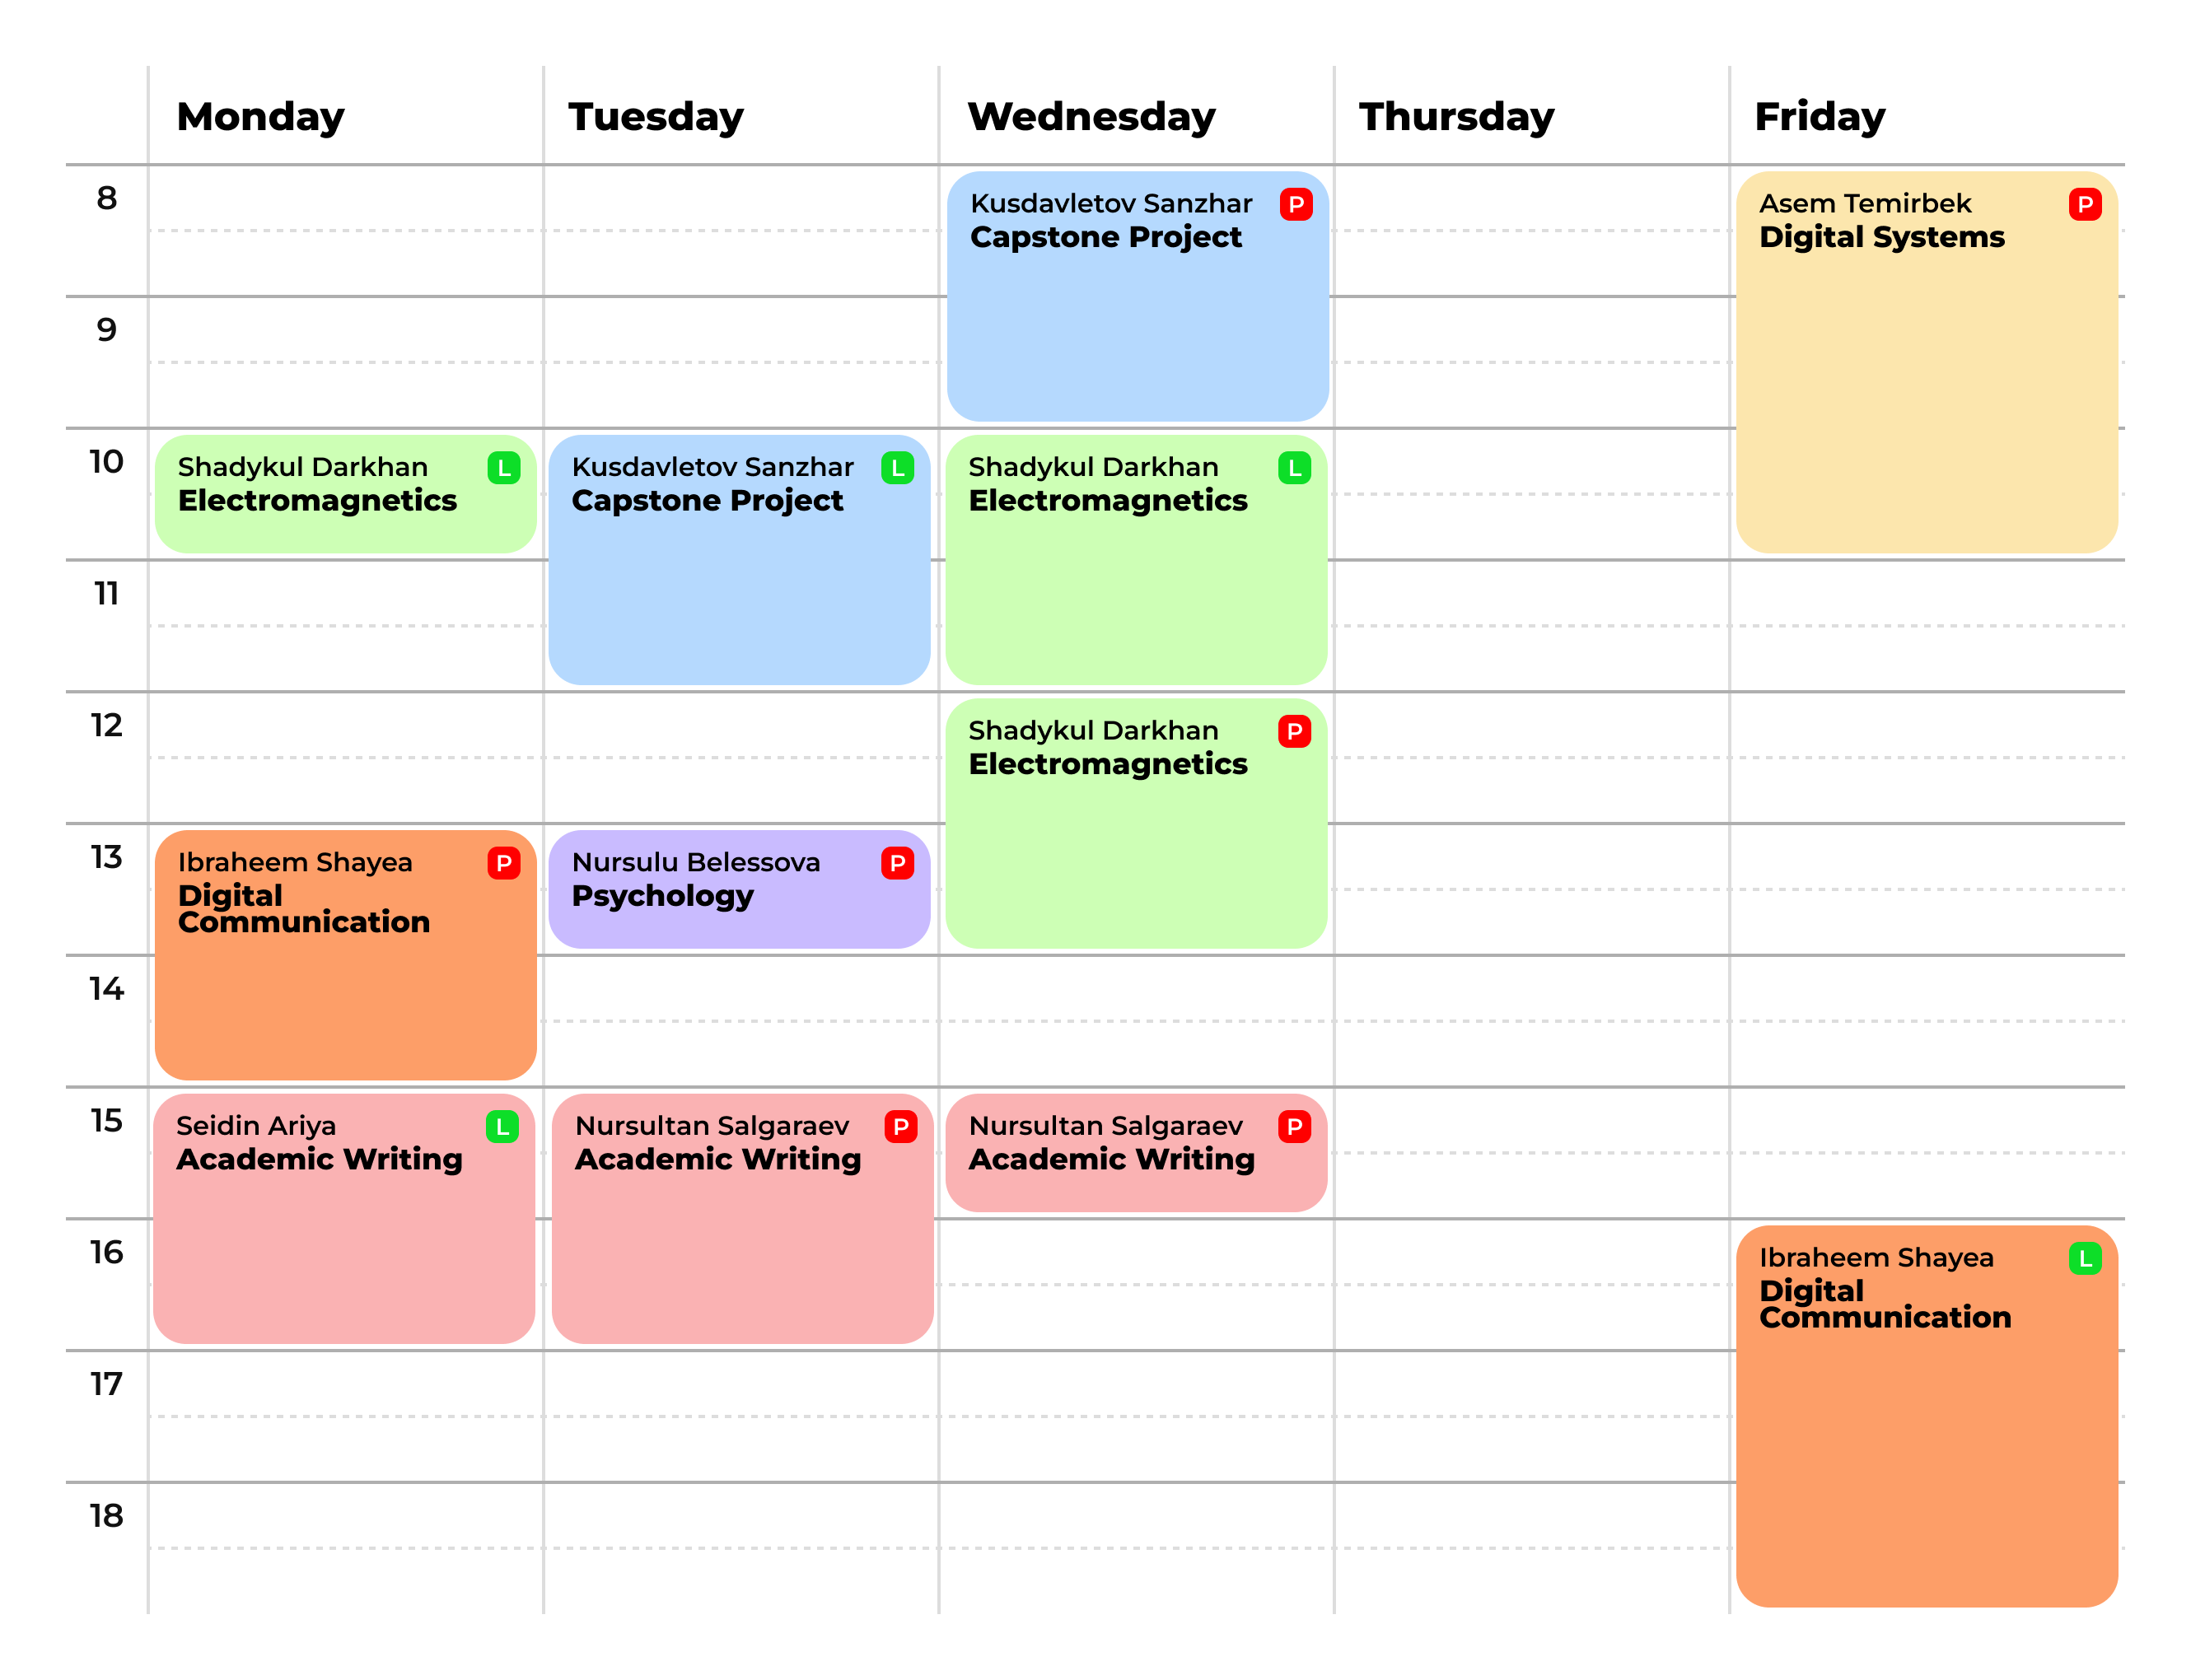 Monday Tuesday Wednesday Thursday Friday
8
Kusdavletov Sanzhar P
Capstone Project
Asem Temirbek P
Digital Systems
9
10
Shadykul Darkhan L
Electromagnetics
Kusdavletov Sanzhar L
Capstone Project
Shadykul Darkhan L
Electromagnetics
11
12
Shadykul Darkhan P
Electromagnetics
13
Ibraheem Shayea P
Digital
Communication
Nursulu Belessova P
Psychology
14
15
Seidin Ariya L
Academic Writing
Nursultan Salgaraev P
Academic Writing
Nursultan Salgaraev P
Academic Writing
16
Ibraheem Shayea L
Digital
Communication
17
18